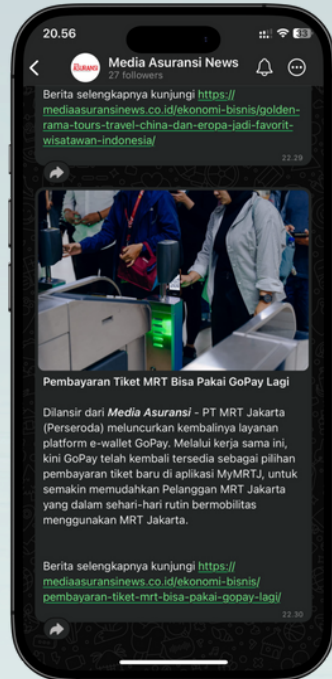 20.56
33
ASURANSI
Media Asuransi News
27 followers
Berita selengkapnya kunjungi https://
mediaasuransinews.co.id/ekonomi-bisnis/golden-
rama-tours-travel-china-dan-eropa-jadi-favorit-
wisatawan-indonesia/
22.29
Pembayaran Tiket MRT Bisa Pakai GoPay Lagi
Dilansir dari Media Asuransi – PT MRT Jakarta
(Perseroda) meluncurkan kembalinya layanan
platform e-wallet GoPay. Melalui kerja sama ini,
kini GoPay telah kembali tersedia sebagai pilihan
pembayaran tiket baru di aplikasi MyMRTJ, untuk
semakin memudahkan Pelanggan MRT Jakarta
yang dalam sehari-hari rutin bermobilitas
menggunakan MRT Jakarta.
Berita selengkapnya kunjungi https://
mediaasuransinews.co.id/ekonomi-bisnis/
pembayaran-tiket-mrt-bisa-pakai-gopay-lagi/
22.30